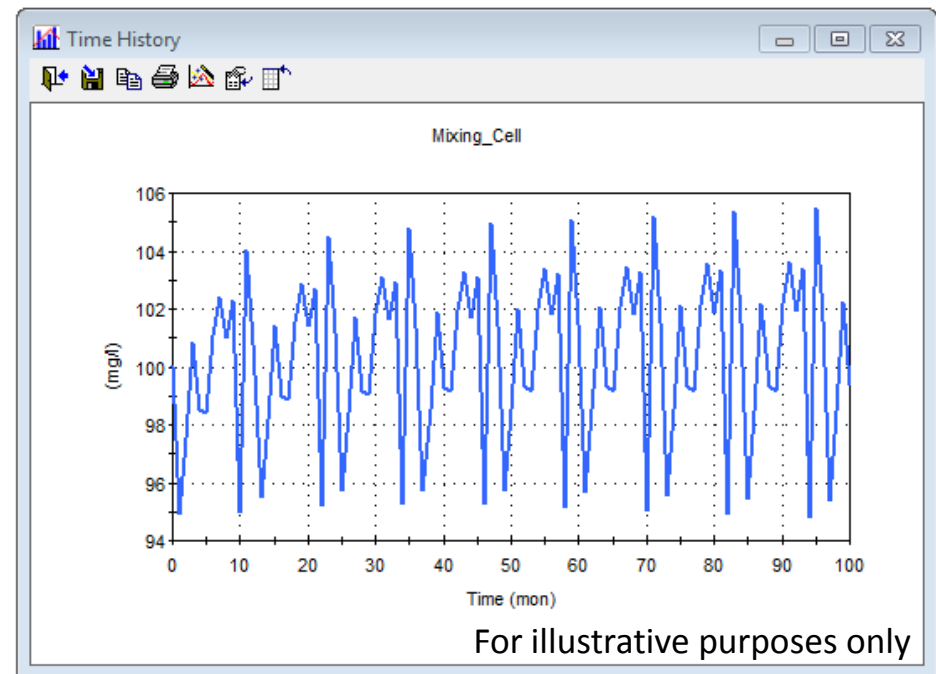 Time History
Mixing_Cell
106
104
102
100
98
96
94
(mg/l)
0 10 20 30 40 50 60 70 80 90 100
Time (mon)
For illustrative purposes only